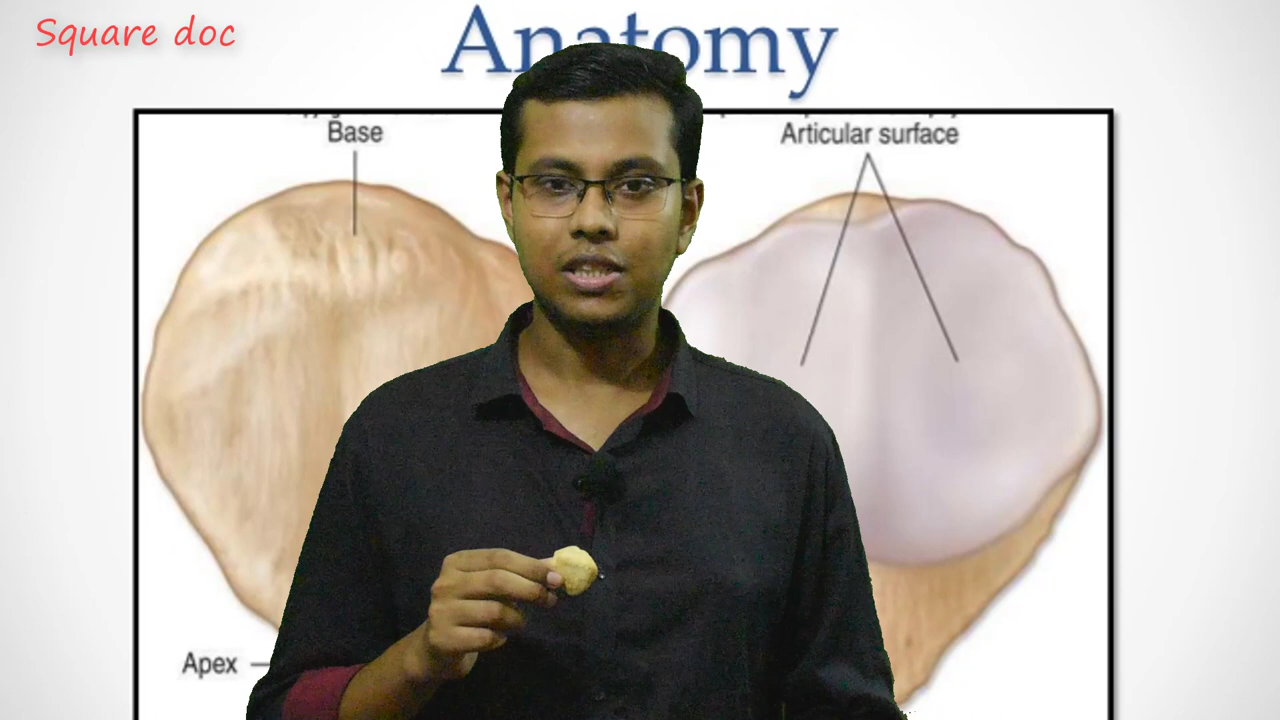 Square doc
Anatomy
Base
Articular surface
Apex